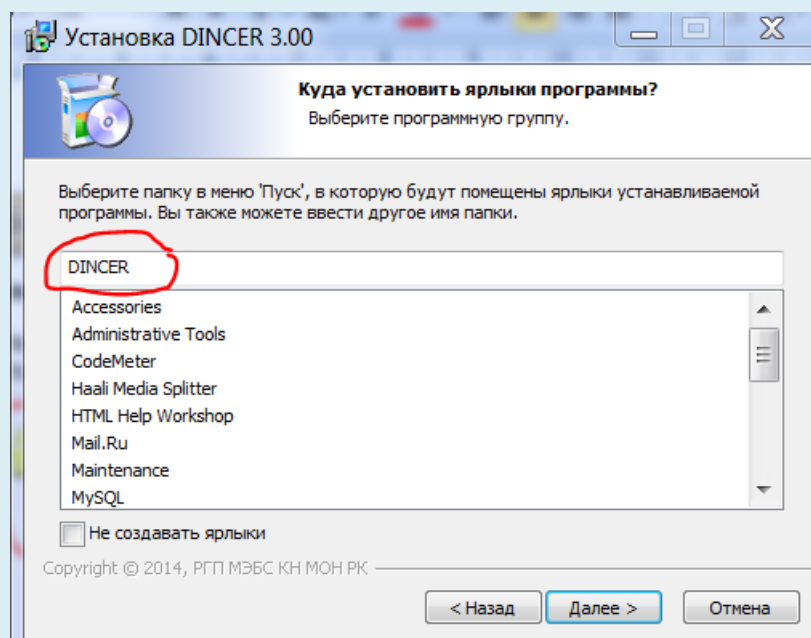 Установка DINCER 3.00
Куда установить ярлыки программы?
Выберите программную группу.
Выберите папку в меню 'Пуск', в которую будут помещены ярлыки устанавливаемой
программы. Вы также можете ввести другое имя папки.
DINCER
Accessories
Administrative Tools
CodeMeter
Haali Media Splitter
HTML Help Workshop
Mail.Ru
Maintenance
MySQL
Не создавать ярлыки
Copyright © 2014, РГП МЭБС КН МОН РК
< Назад
Далее >
Отмена